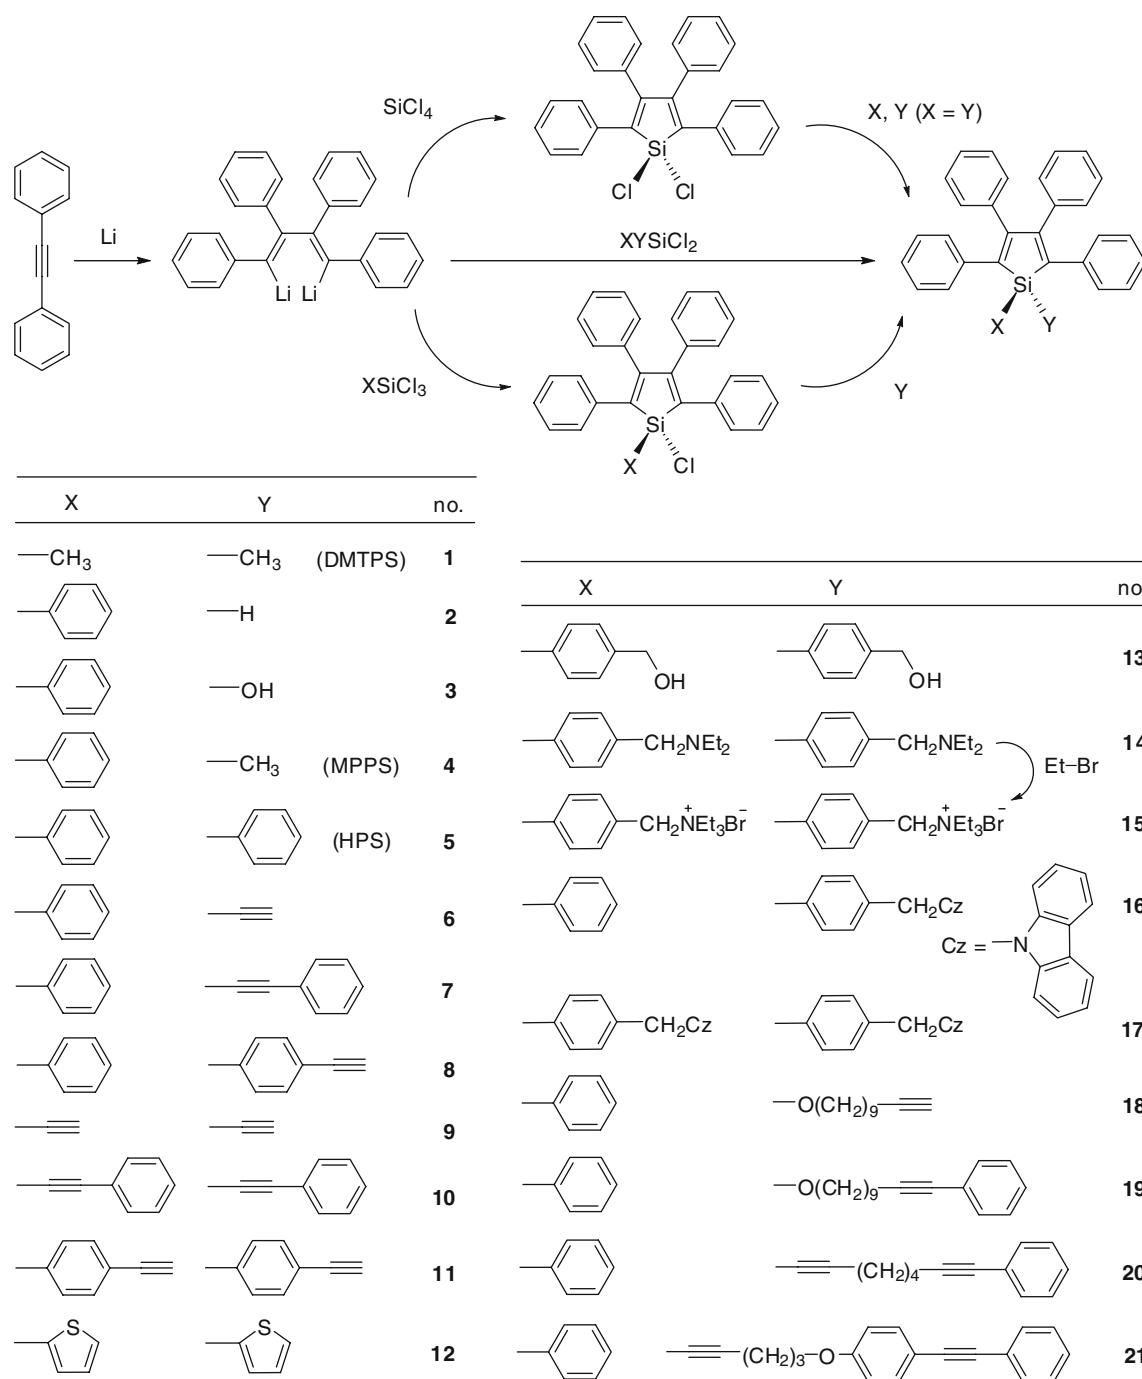 SiCl4
X, Y (X = Y)
Si
Cl Cl
Li
XYSiCl2
Li Li
Si
X Y
XSiCl3
Y
Si
X Cl
X Y no.
—CH3 —CH3 (DMTPS) 1
—H 2
—OH 3
—CH3 (MPPS) 4
(HPS) 5
6
7
8
9
10
11
S S
12
X Y no
OH OH 13
CH2NEt2 CH2NEt2 14
Et–Br
CH2N+Et3Br− CH2N+Et3Br− 15
CH2Cz 16
Cz = N
CH2Cz CH2Cz 17
—O(CH2)9 18
—O(CH2)9 19
(CH2)4 20
(CH2)3–O 21